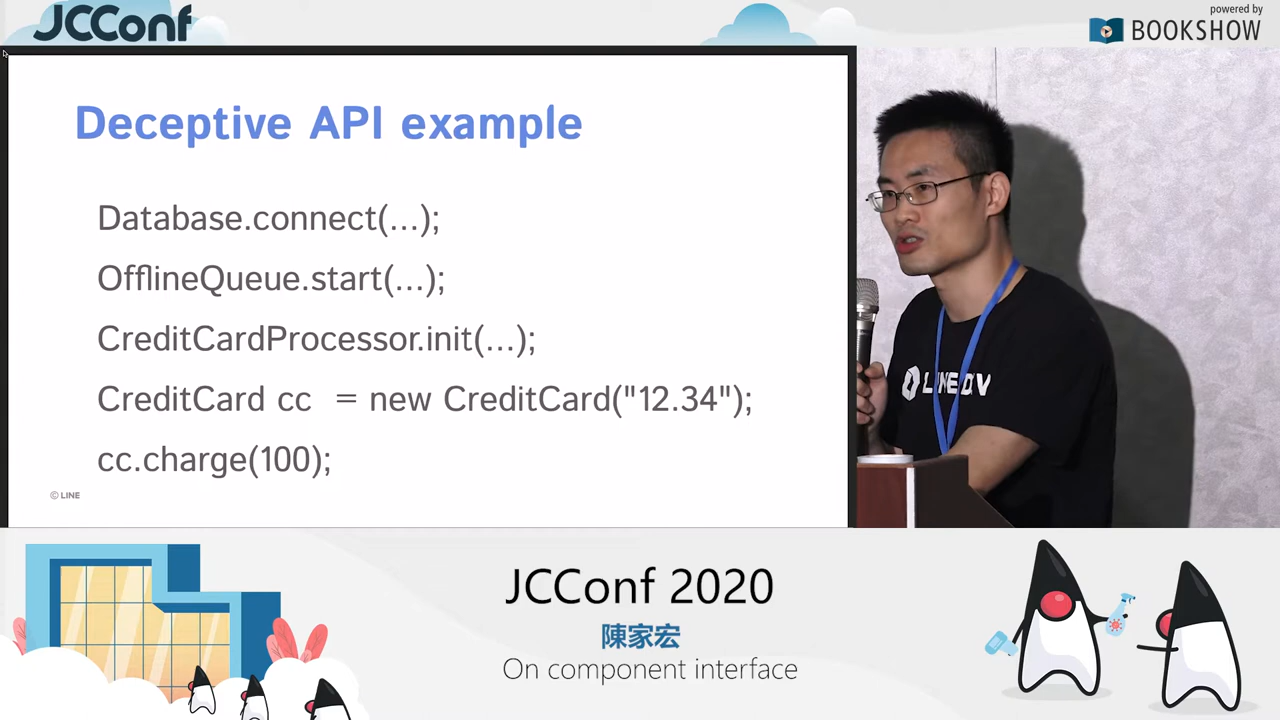 JCConf
powered by
BOOKSHOW
Deceptive API example
Database.connect(...);
OfflineQueue.start(...);
CreditCardProcessor.init(...);
CreditCard cc = new CreditCard("12.34");
cc.charge(100);
© LINE
JCConf 2020
陳家宏
On component interface